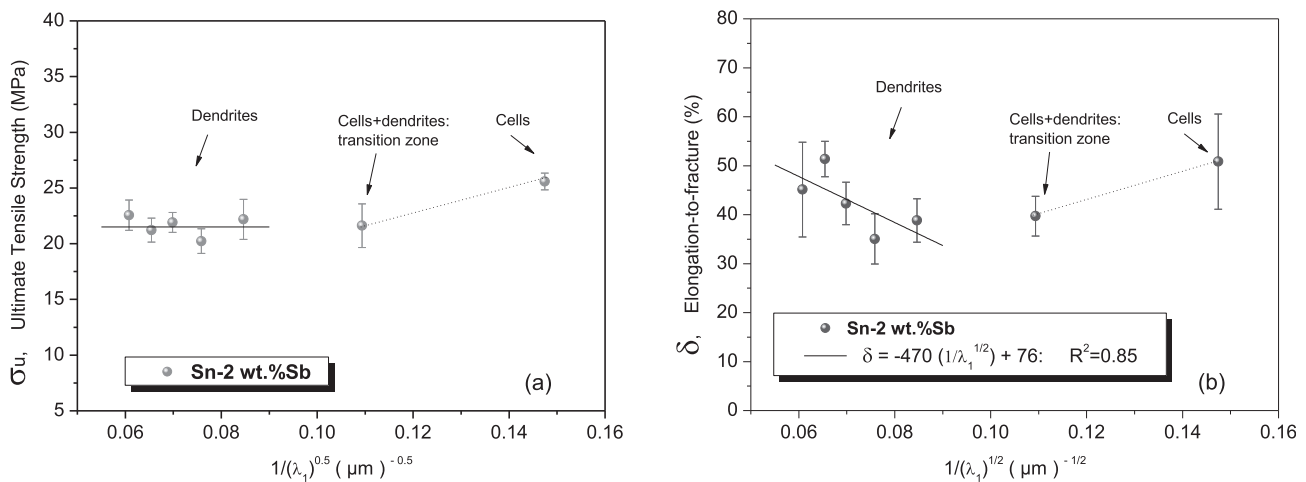 40
35
30
25
20
15
10
5
σu, Ultimate Tensile Strength (MPa)
Dendrites
Cells+dendrites:
transition zone
Cells
Sn-2 wt.%Sb
(a)
0.06 0.08 0.10 0.12 0.14 0.16
1/(λ₁)^0.5 ( µm ) ^-0.5
80
70
60
50
40
30
20
10
0
δ, Elongation-to-fracture (%)
Dendrites
Cells+dendrites:
transition zone
Cells
Sn-2 wt.%Sb
δ = -470 (1/λ₁^1/2) + 76: R²=0.85
(b)
0.06 0.08 0.10 0.12 0.14 0.16
1/(λ₁)^1/2 ( µm ) ^-1/2